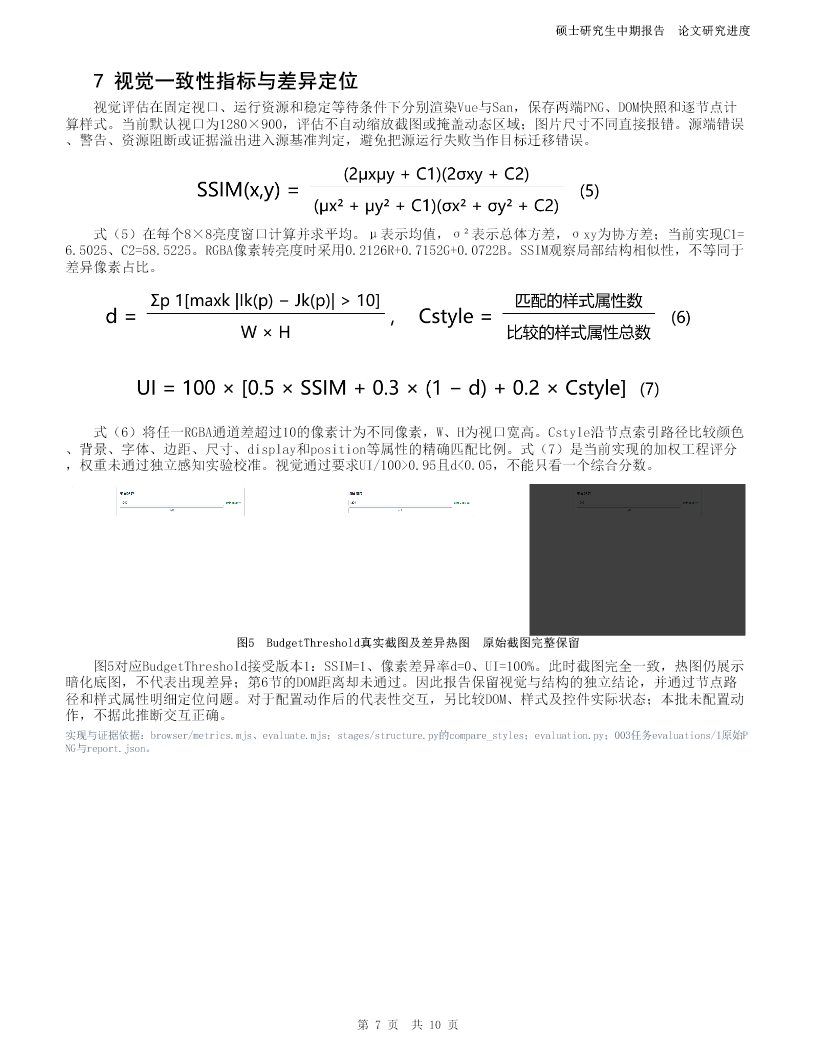 硕士研究生中期报告　论文研究进度
7 视觉一致性指标与差异定位
视觉评估在固定视口、运行资源和稳定等待条件下分别渲染Vue与San，保存两端PNG、DOM快照和逐节点计
算样式。当前默认视口为1280×900，评估不自动缩放截图或掩盖动态区域；图片尺寸不同直接报错。源端错误
、警告、资源阻断或证据溢出进入源基准判定，避免把源运行失败当作目标迁移错误。
SSIM(x,y) = (2μxμy + C1)(2σxy + C2) / (μx² + μy² + C1)(σx² + σy² + C2) (5)
式（5）在每个8×8亮度窗口计算并求平均。μ表示均值，σ²表示总体方差，σxy为协方差；当前实现C1=
6.5025、C2=58.5225。RGBA像素转亮度时采用0.2126R+0.7152G+0.0722B。SSIM观察局部结构相似性，不等同于
差异像素占比。
d = Σp 1[maxk |Ik(p) − Jk(p)| > 10] / W × H , Cstyle = 匹配的样式属性数 / 比较的样式属性总数 (6)
UI = 100 × [0.5 × SSIM + 0.3 × (1 − d) + 0.2 × Cstyle] (7)
式（6）将任一RGBA通道差超过10的像素计为不同像素，W、H为视口宽高。Cstyle沿节点索引路径比较颜色
、背景、字体、边距、尺寸、display和position等属性的精确匹配比例。式（7）是当前实现的加权工程评分
，权重未通过独立感知实验校准。视觉通过要求UI/100>0.95且d<0.05，不能只看一个综合分数。
图5　BudgetThreshold真实截图及差异热图　原始截图完整保留
图5对应BudgetThreshold接受版本1：SSIM=1、像素差异率d=0、UI=100%。此时截图完全一致，热图仍展示
暗化底图，不代表出现差异；第6节的DOM距离却未通过。因此报告保留视觉与结构的独立结论，并通过节点路
径和样式属性明细定位问题。对于配置动作后的代表性交互，另比较DOM、样式及控件实际状态；本批未配置动
作，不据此推断交互正确。
实现与证据依据：browser/metrics.mjs、evaluate.mjs；stages/structure.py的compare_styles；evaluation.py；003任务evaluations/1原始P
NG与report.json。
第 7 页　共 10 页